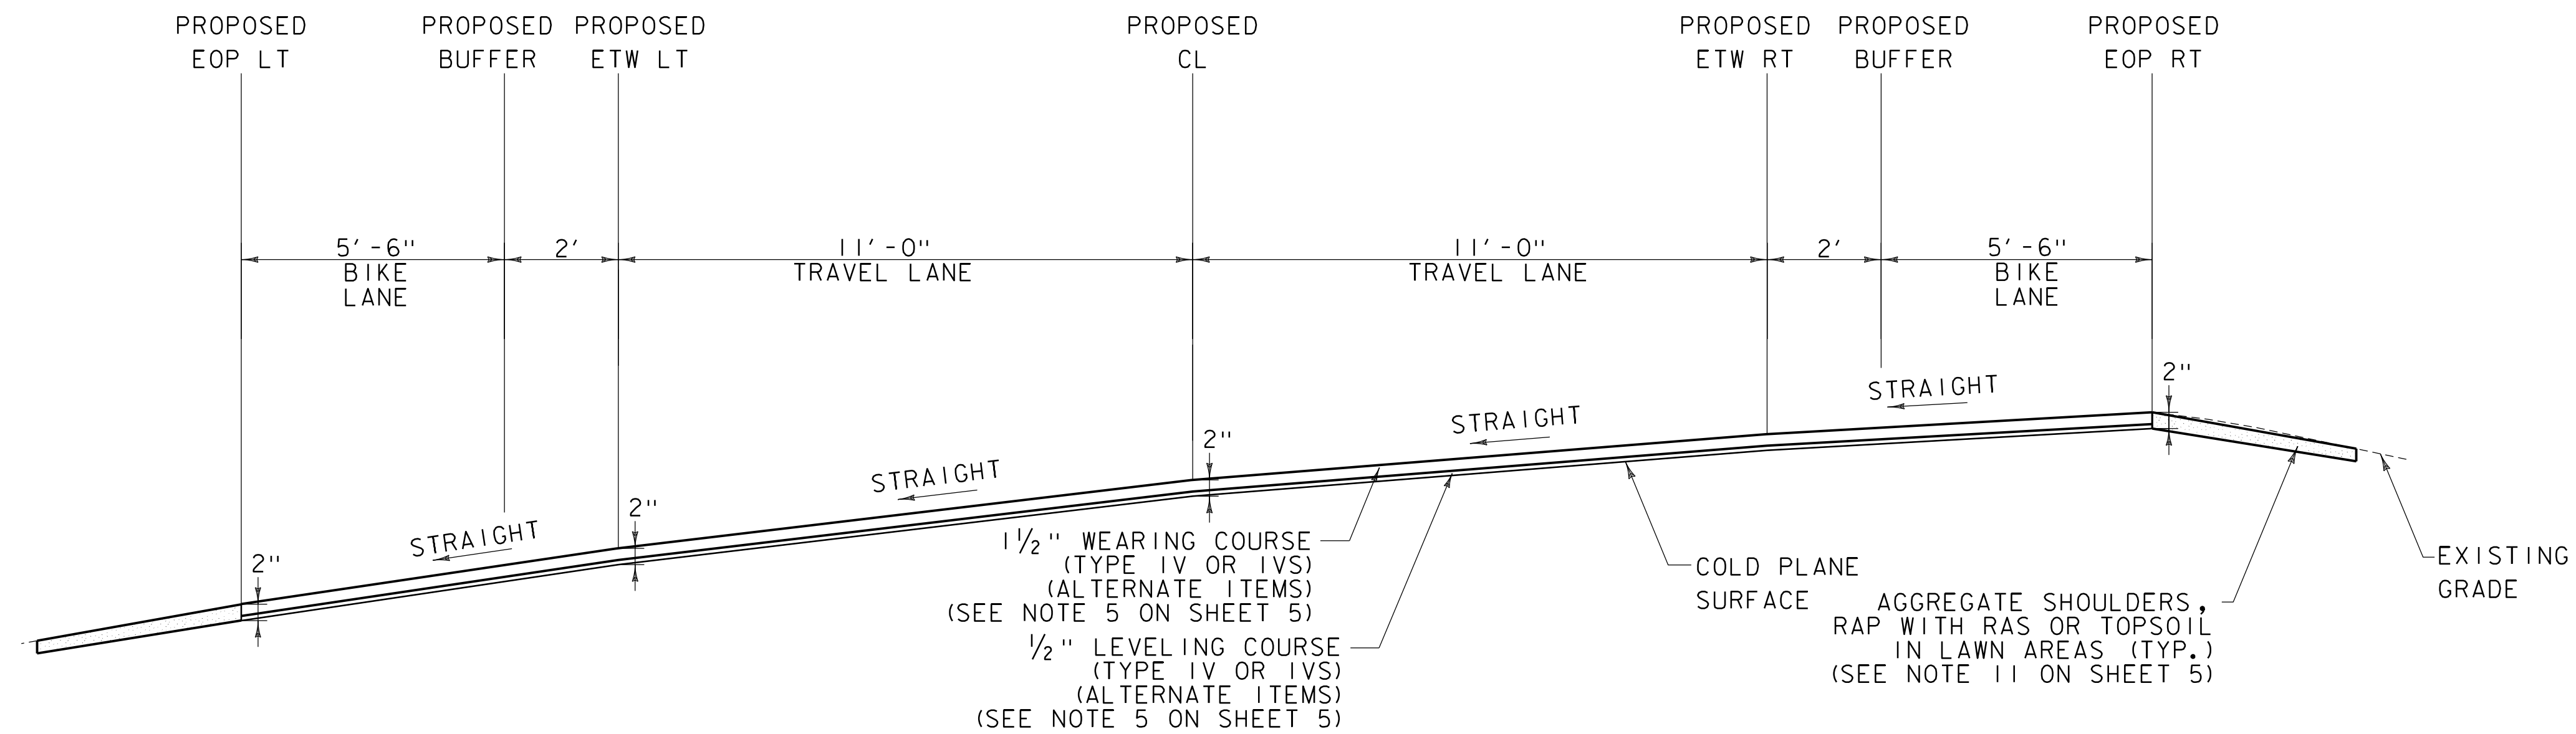 PROPOSED
EOP LT
PROPOSED
BUFFER
PROPOSED
ETW LT
PROPOSED
CL
PROPOSED
ETW RT
PROPOSED
BUFFER
PROPOSED
EOP RT
5'-6"
BIKE
LANE
2'
11'-0"
TRAVEL LANE
11'-0"
TRAVEL LANE
2'
5'-6"
BIKE
LANE
STRAIGHT
STRAIGHT
STRAIGHT
STRAIGHT
2"
2"
2"
2"
1½" WEARING COURSE
(TYPE IV OR IVS)
(ALTERNATE ITEMS)
(SEE NOTE 5 ON SHEET 5)
½" LEVELING COURSE
(TYPE IV OR IVS)
(ALTERNATE ITEMS)
(SEE NOTE 5 ON SHEET 5)
COLD PLANE
SURFACE
AGGREGATE SHOULDERS,
RAP WITH RAS OR TOPSOIL
IN LAWN AREAS (TYP.)
(SEE NOTE 11 ON SHEET 5)
EXISTING
GRADE